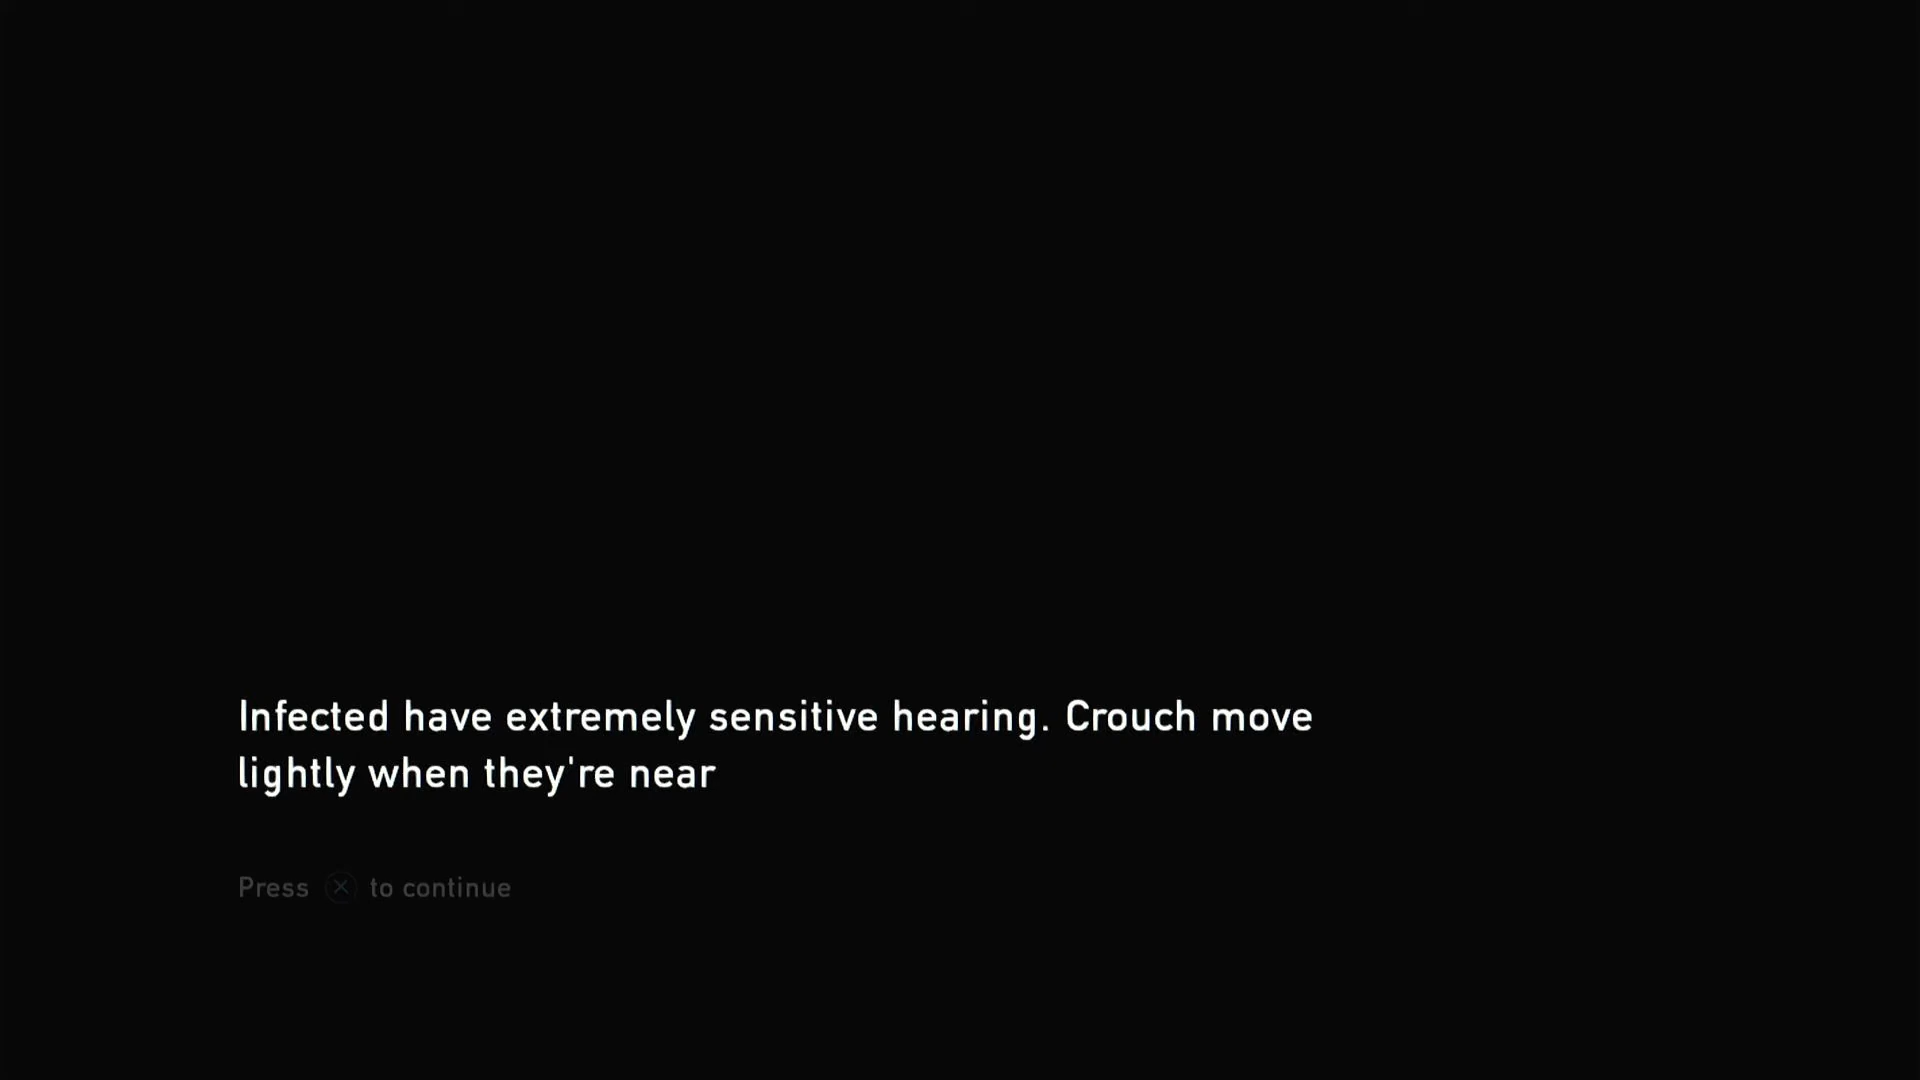 Infected have extremely sensitive hearing. Crouch move
lightly when they're near
Press ⓧ to continue